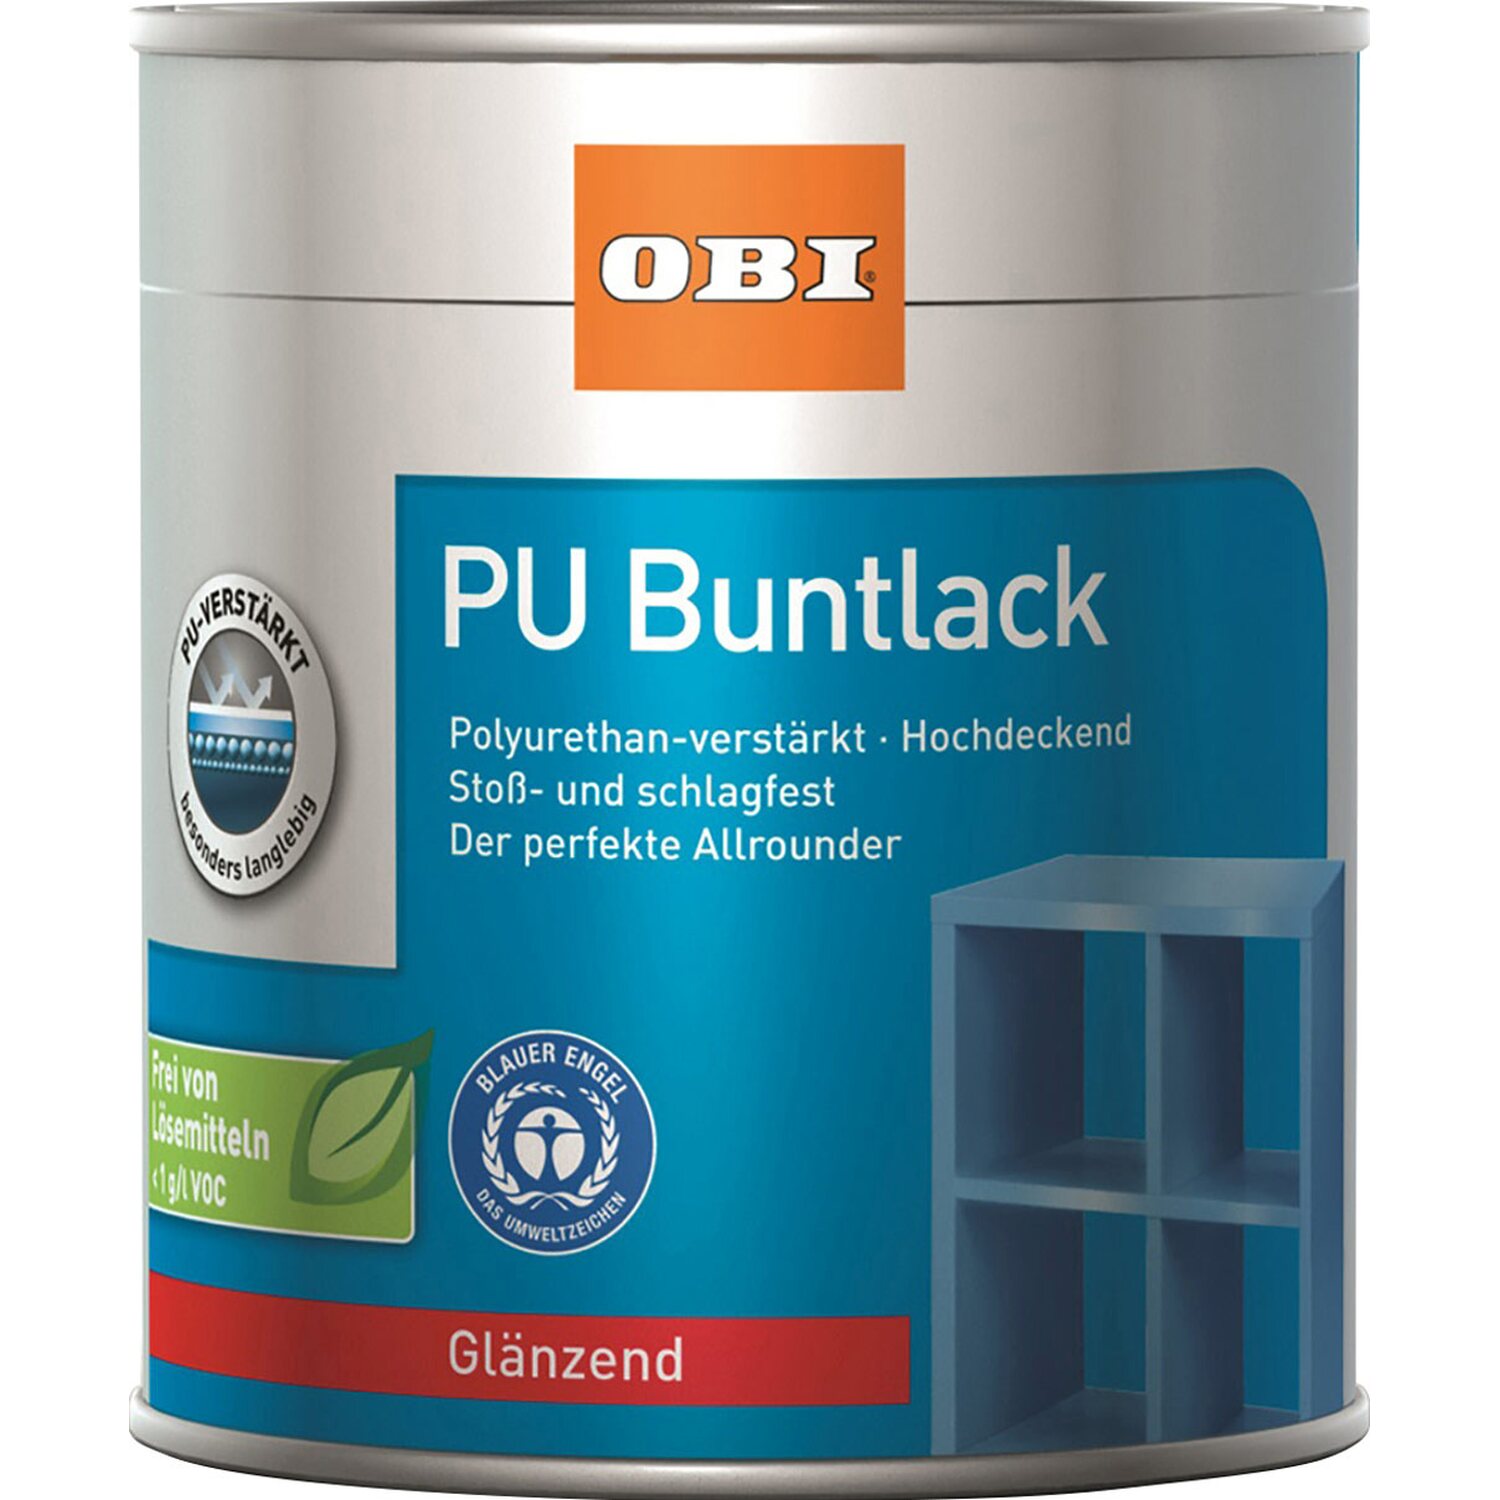 OBI®
PU Buntlack
PU-VERSTÄRKT
besonders langlebig
Polyurethan-verstärkt · Hochdeckend
Stoß- und schlagfest
Der perfekte Allrounder
Frei von
Lösemitteln
<1 g/l VOC
BLAUER ENGEL
DAS UMWELTZEICHEN
Glänzend